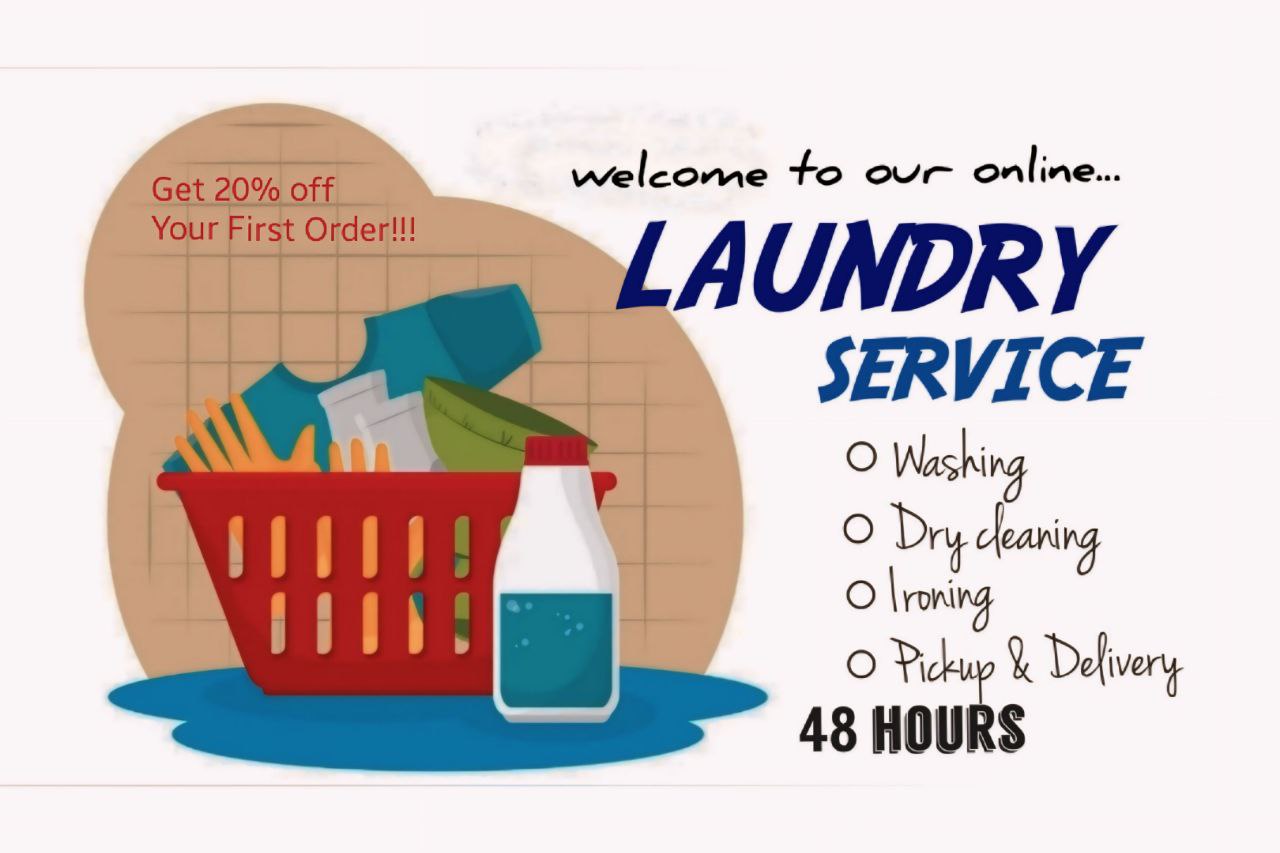 Get 20% off
Your First Order!!!
welcome to our online...
LAUNDRY
SERVICE
Washing
Dry cleaning
Ironing
Pickup & Delivery
48 HOURS